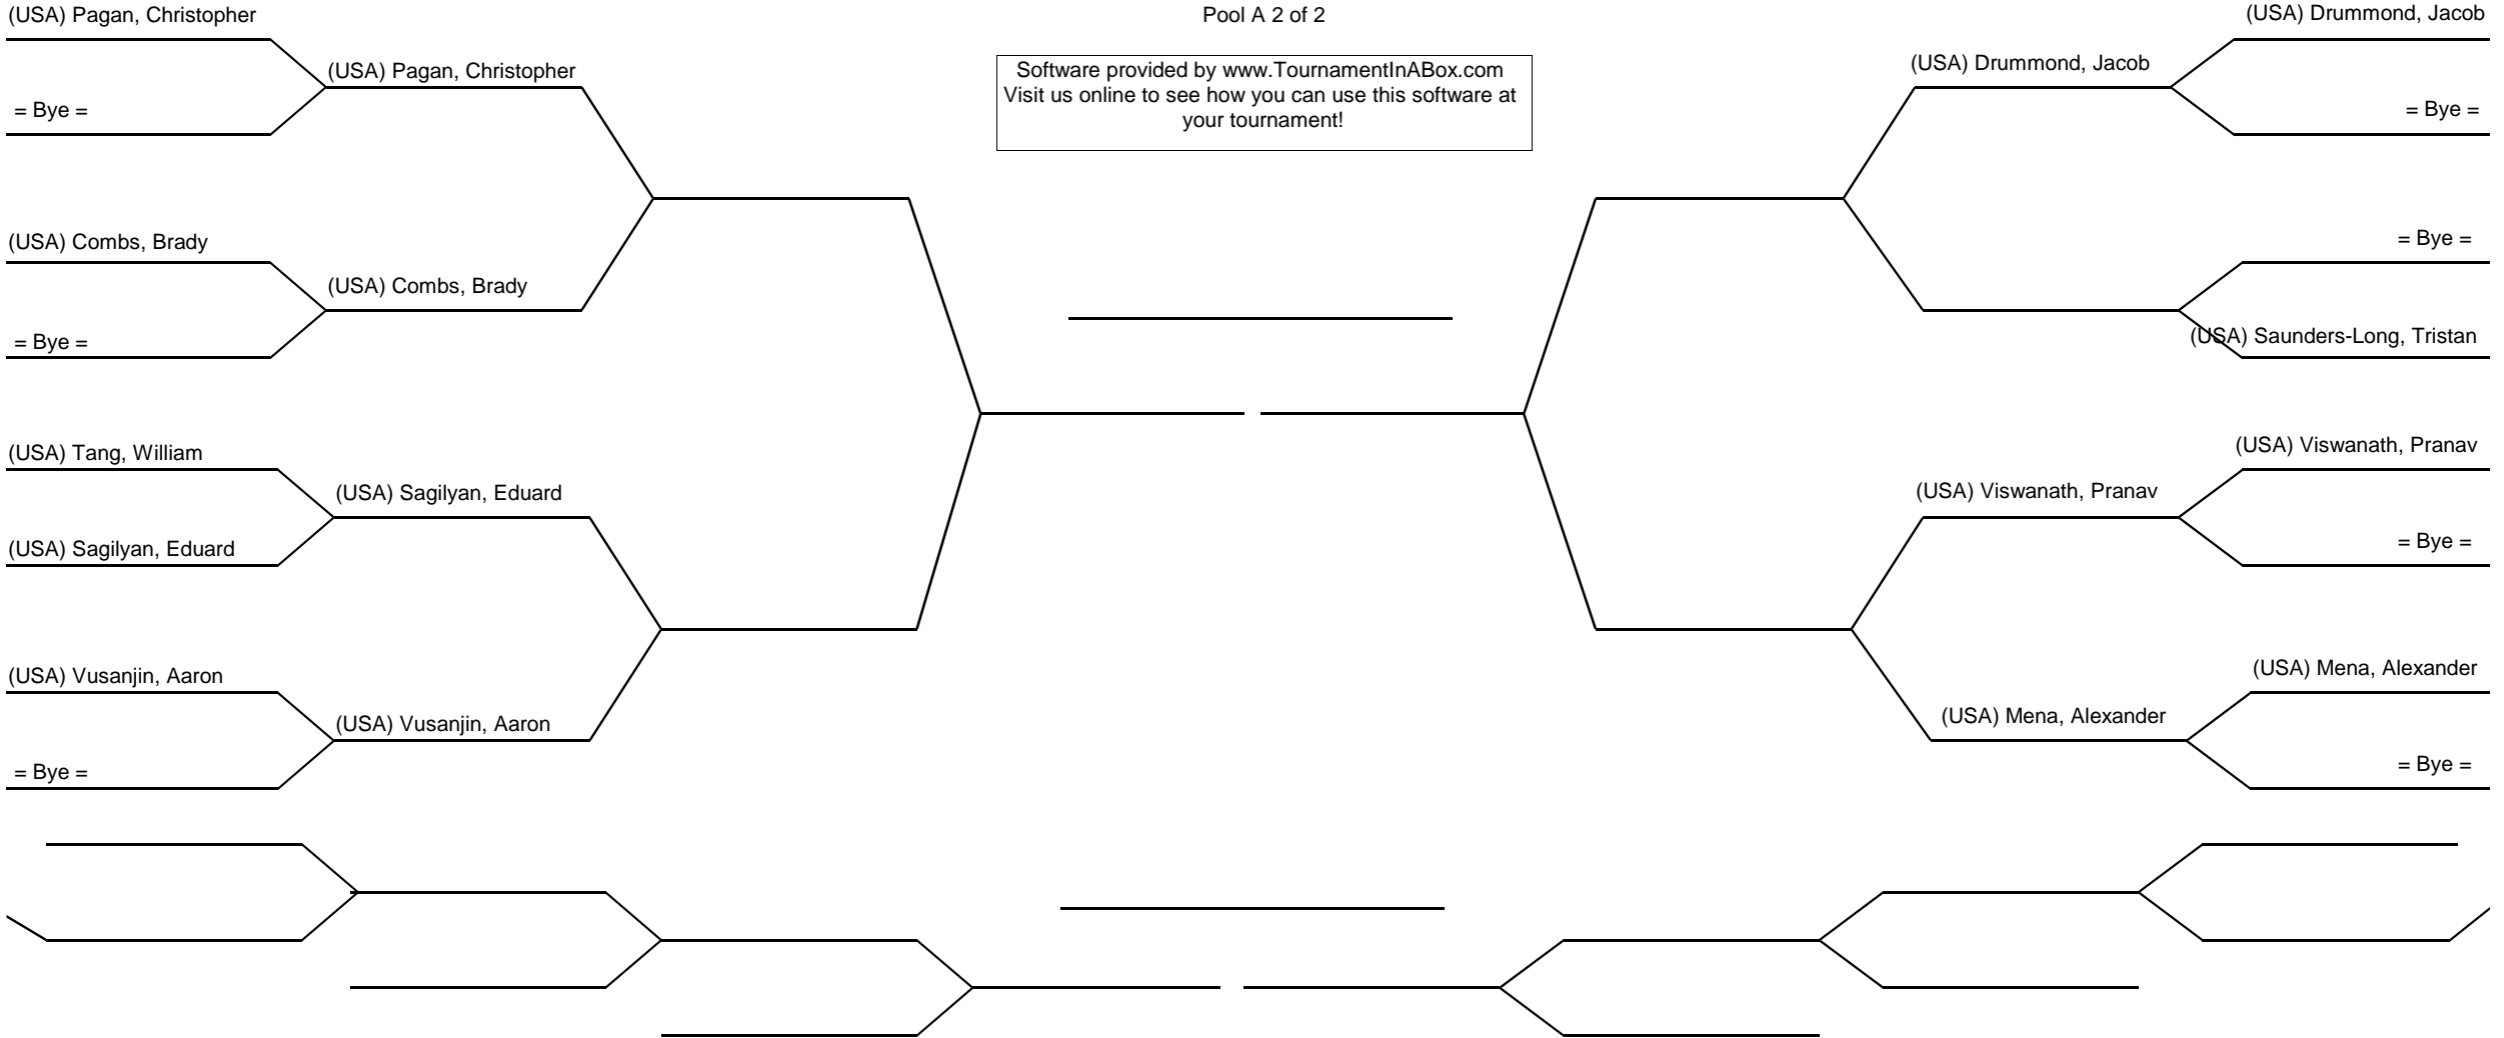 (USA) Pagan, Christopher
Pool A 2 of 2
(USA) Drummond, Jacob
(USA) Pagan, Christopher
Software provided by www.TournamentInABox.com
Visit us online to see how you can use this software at
your tournament!
(USA) Drummond, Jacob
= Bye =
= Bye =
(USA) Combs, Brady
= Bye =
(USA) Combs, Brady
= Bye =
(USA) Saunders-Long, Tristan
(USA) Tang, William
(USA) Viswanath, Pranav
(USA) Sagilyan, Eduard
(USA) Viswanath, Pranav
(USA) Sagilyan, Eduard
= Bye =
(USA) Vusanjin, Aaron
(USA) Mena, Alexander
(USA) Vusanjin, Aaron
(USA) Mena, Alexander
= Bye =
= Bye =